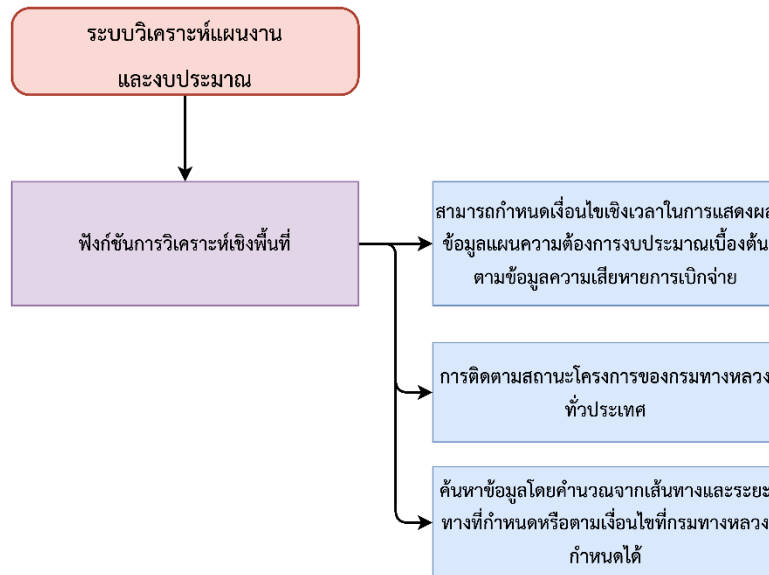 ระบบวิเคราะห์แผนงาน
และงบประมาณ
ฟังก์ชันการวิเคราะห์เชิงพื้นที่
สามารถกำหนดเงื่อนไขเชิงเวลาในการแสดงผล
ข้อมูลแผนความต้องการงบประมาณเบื้องต้น
ตามข้อมูลความเสียหายการเบิกจ่าย
การติดตามสถานะโครงการของกรมทางหลวง
ทั่วประเทศ
ค้นหาข้อมูลโดยคำนวณจากเส้นทางและระยะ
ทางที่กำหนดหรือตามเงื่อนไขที่กรมทางหลวง
กำหนดได้